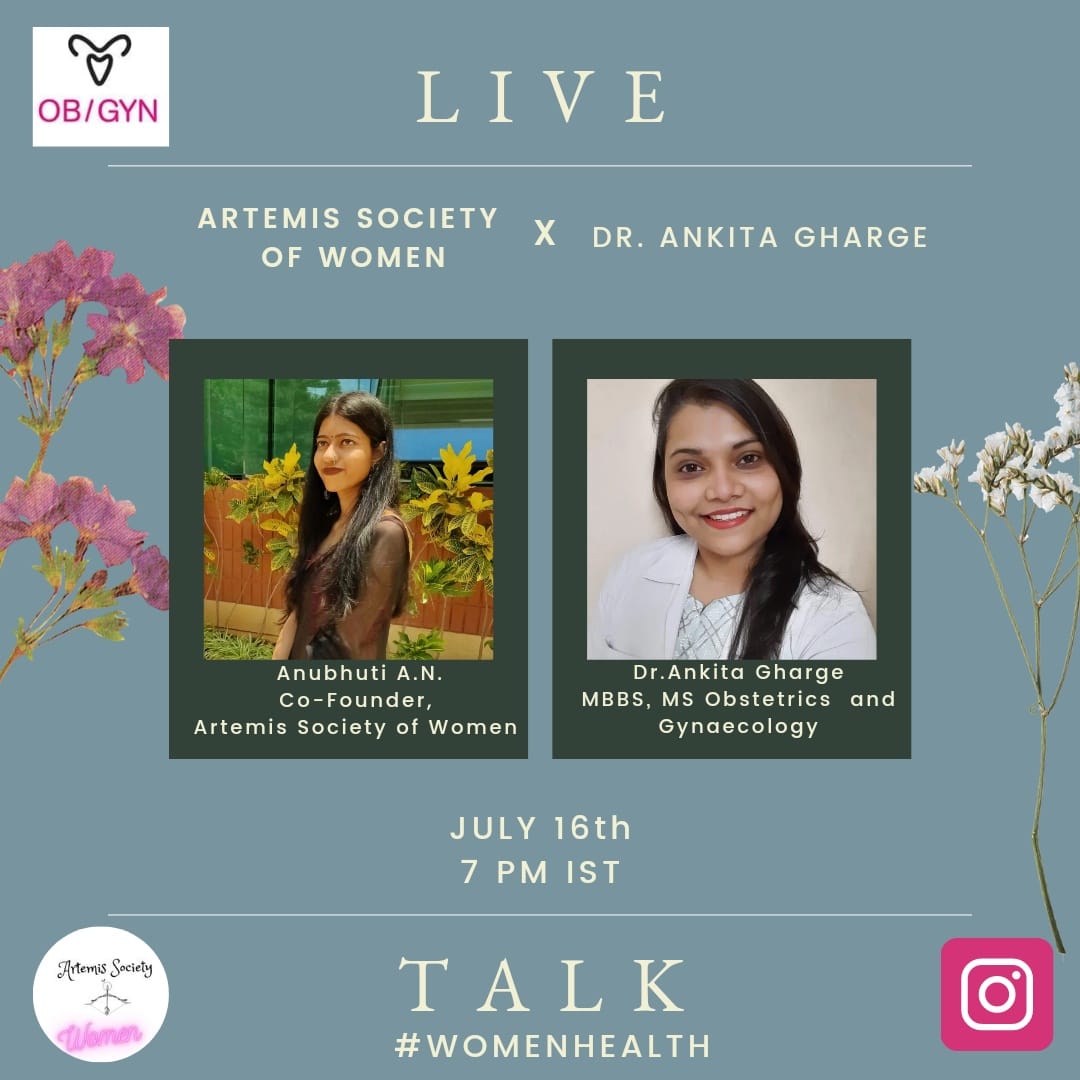 OB/GYN
LIVE
ARTEMIS SOCIETY
OF WOMEN
X
DR. ANKITA GHARGE
Anubhuti A.N.
Co-Founder,
Artemis Society of Women
Dr.Ankita Gharge
MBBS, MS Obstetrics and
Gynaecology
JULY 16th
7 PM IST
Artemis Society
of
Women
TALK
#WOMENHEALTH